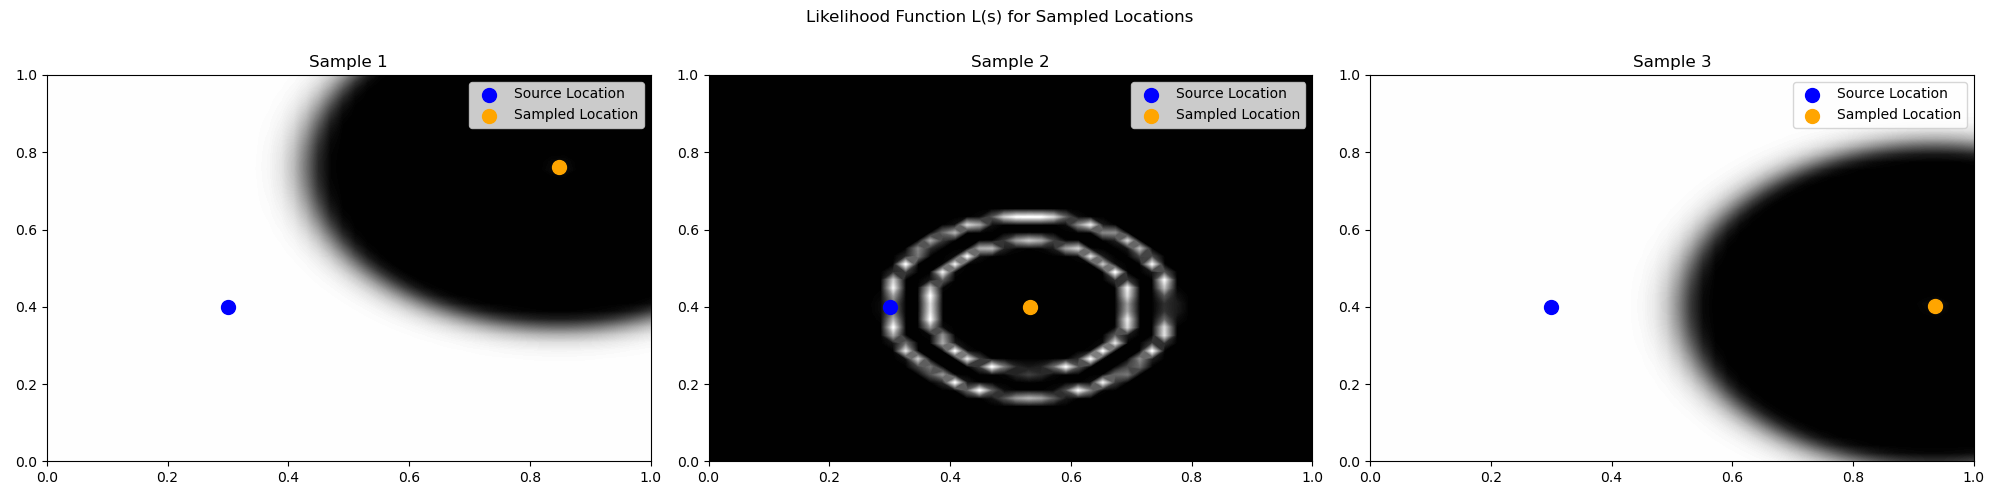 Likelihood Function L(s) for Sampled Locations
Sample 1
Source Location
Sampled Location
1.0
0.8
0.6
0.4
0.2
0.0
0.0 0.2 0.4 0.6 0.8 1.0
Sample 2
Source Location
Sampled Location
1.0
0.8
0.6
0.4
0.2
0.0
0.0 0.2 0.4 0.6 0.8 1.0
Sample 3
Source Location
Sampled Location
1.0
0.8
0.6
0.4
0.2
0.0
0.0 0.2 0.4 0.6 0.8 1.0